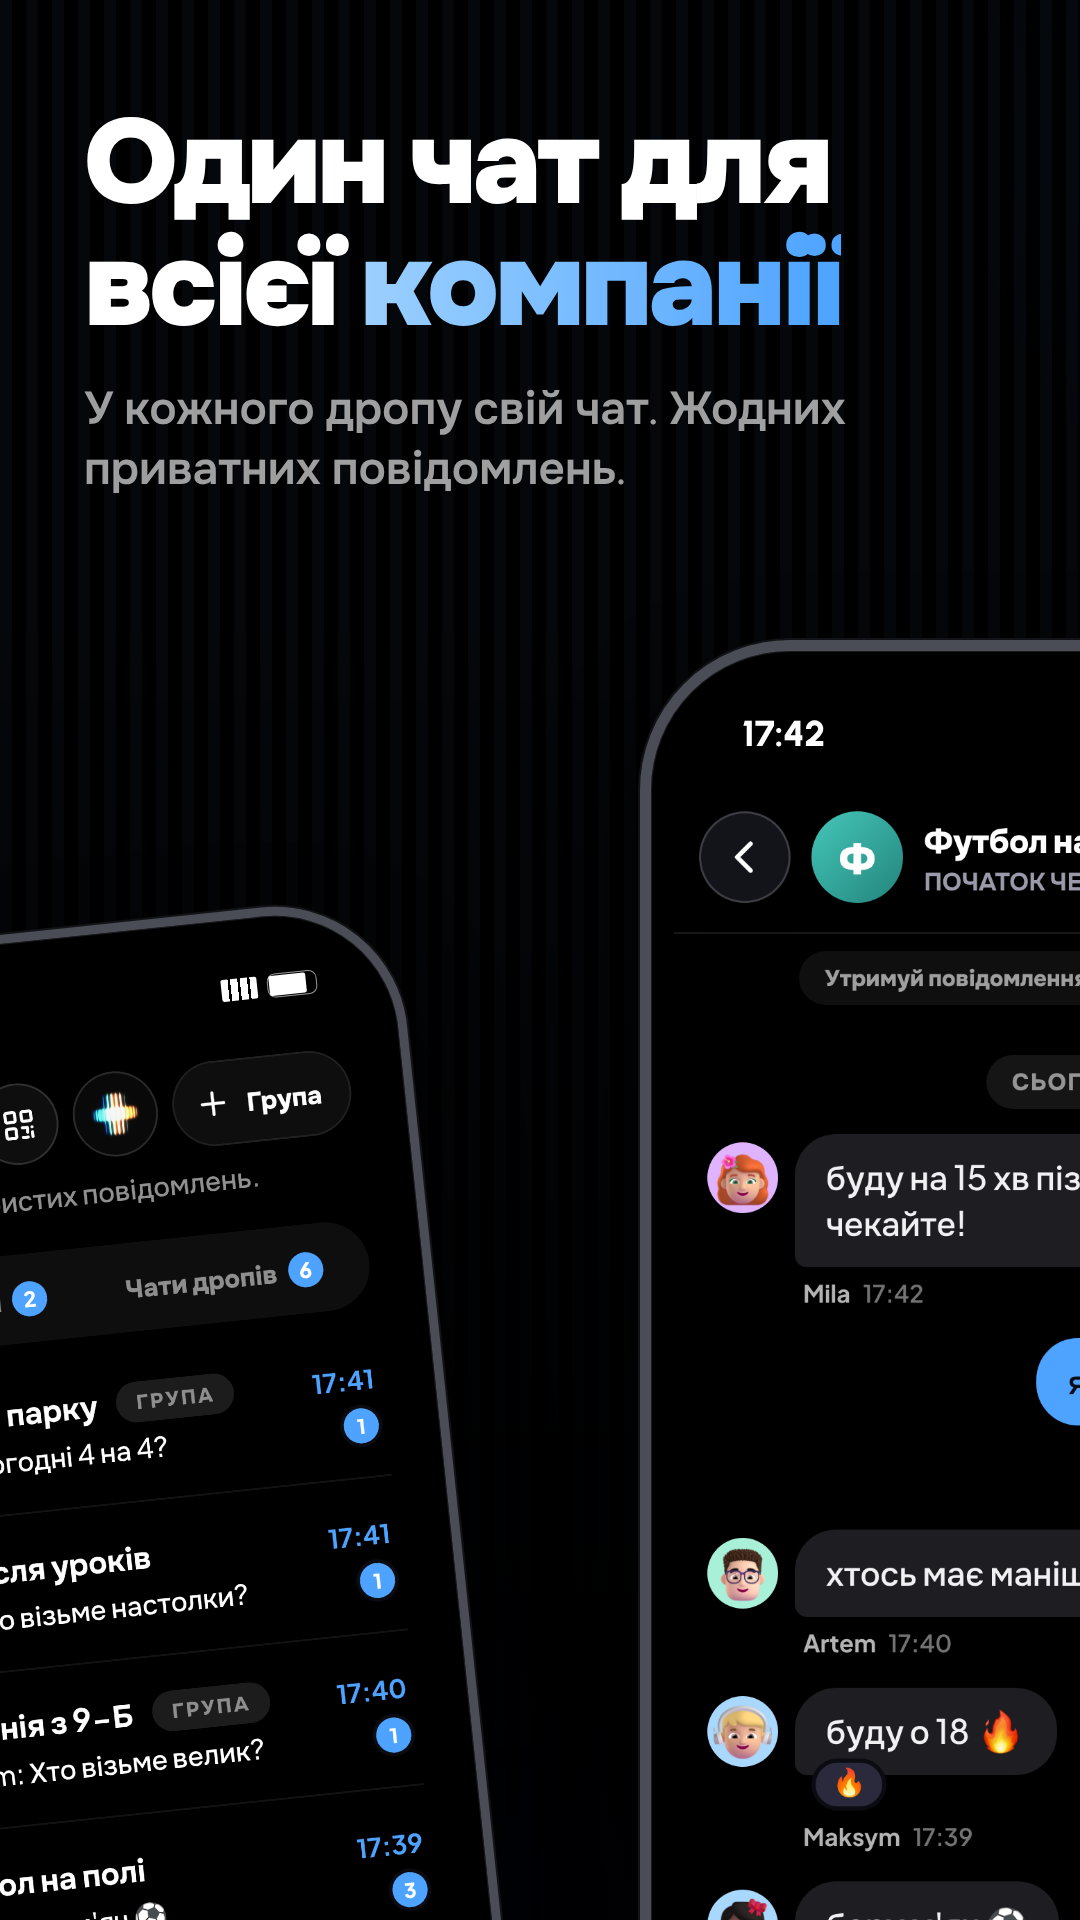 Один чат для
всієї компанії
У кожного дропу свій чат. Жодних
приватних повідомлень.
17:42
Ф
Футбол на
ПОЧАТОК ЧЕ
Утримуй повідомлення
СЬОГ
буду на 15 хв піз
чекайте!
Mila 17:42
я
хтось має маніш
Artem 17:40
буду о 18 🔥
🔥
Maksym 17:39
+ Група
истих повідомлень.
2
Чати дропів 6
парку ГРУПА 17:41
огодні 4 на 4? 1
сля уроків 17:41
о візьме настолки? 1
нія з 9-Б ГРУПА 17:40
m: Хто візьме велик? 1
ол на полі 17:39
3